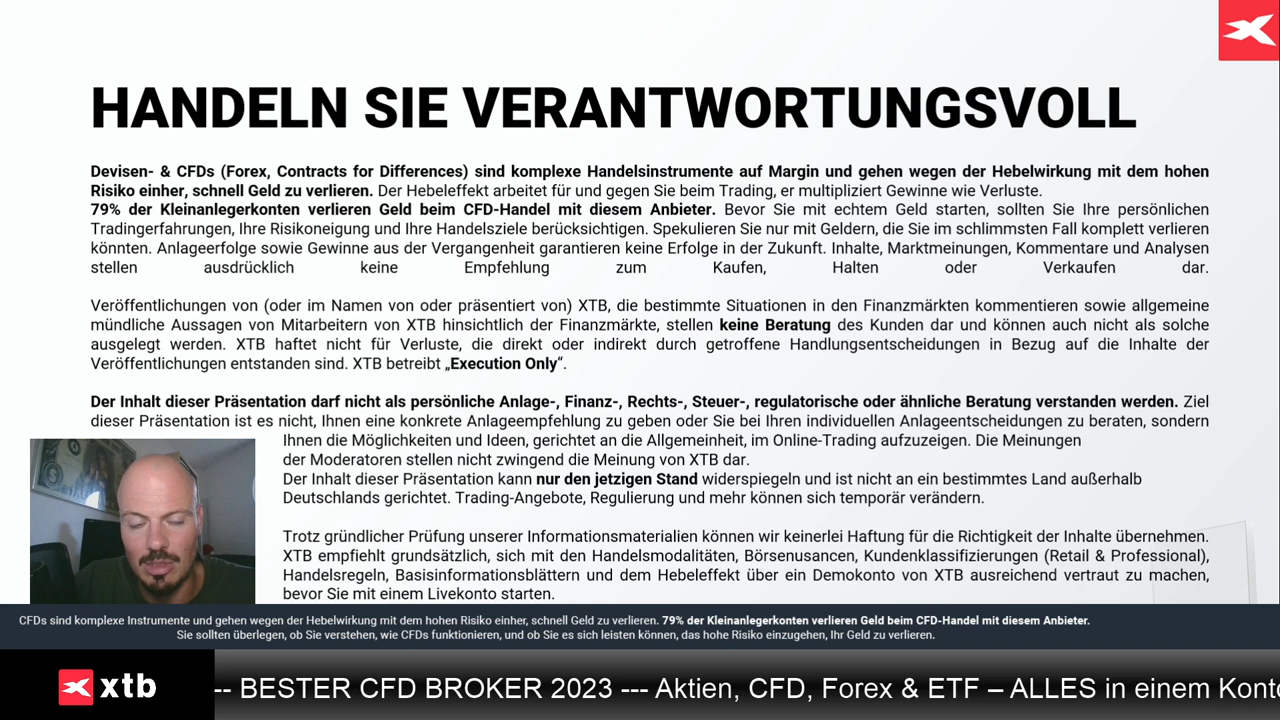 HANDELN SIE VERANTWORTUNGSVOLL
Devisen- & CFDs (Forex, Contracts for Differences) sind komplexe Handelsinstrumente auf Margin und gehen wegen der Hebelwirkung mit dem hohen
Risiko einher, schnell Geld zu verlieren. Der Hebeleffekt arbeitet für und gegen Sie beim Trading, er multipliziert Gewinne wie Verluste.
79% der Kleinanlegerkonten verlieren Geld beim CFD-Handel mit diesem Anbieter. Bevor Sie mit echtem Geld starten, sollten Sie Ihre persönlichen
Tradingerfahrungen, Ihre Risikoneigung und Ihre Handelsziele berücksichtigen. Spekulieren Sie nur mit Geldern, die Sie im schlimmsten Fall komplett verlieren
könnten. Anlageerfolge sowie Gewinne aus der Vergangenheit garantieren keine Erfolge in der Zukunft. Inhalte, Marktmeinungen, Kommentare und Analysen
stellen ausdrücklich keine Empfehlung zum Kaufen, Halten oder Verkaufen dar.
Veröffentlichungen von (oder im Namen von oder präsentiert von) XTB, die bestimmte Situationen in den Finanzmärkten kommentieren sowie allgemeine
mündliche Aussagen von Mitarbeitern von XTB hinsichtlich der Finanzmärkte, stellen keine Beratung des Kunden dar und können auch nicht als solche
ausgelegt werden. XTB haftet nicht für Verluste, die direkt oder indirekt durch getroffene Handlungsentscheidungen in Bezug auf die Inhalte der
Veröffentlichungen entstanden sind. XTB betreibt „Execution Only“.
Der Inhalt dieser Präsentation darf nicht als persönliche Anlage-, Finanz-, Rechts-, Steuer-, regulatorische oder ähnliche Beratung verstanden werden. Ziel
dieser Präsentation ist es nicht, Ihnen eine konkrete Anlageempfehlung zu geben oder Sie bei Ihren individuellen Anlageentscheidungen zu beraten, sondern
Ihnen die Möglichkeiten und Ideen, gerichtet an die Allgemeinheit, im Online-Trading aufzuzeigen. Die Meinungen
der Moderatoren stellen nicht zwingend die Meinung von XTB dar.
Der Inhalt dieser Präsentation kann nur den jetzigen Stand widerspiegeln und ist nicht an ein bestimmtes Land außerhalb
Deutschlands gerichtet. Trading-Angebote, Regulierung und mehr können sich temporär verändern.
Trotz gründlicher Prüfung unserer Informationsmaterialien können wir keinerlei Haftung für die Richtigkeit der Inhalte übernehmen.
XTB empfiehlt grundsätzlich, sich mit den Handelsmodalitäten, Börsenusancen, Kundenklassifizierungen (Retail & Professional),
Handelsregeln, Basisinformationsblättern und dem Hebeleffekt über ein Demokonto von XTB ausreichend vertraut zu machen,
bevor Sie mit einem Livekonto starten.
CFDs sind komplexe Instrumente und gehen wegen der Hebelwirkung mit dem hohen Risiko einher, schnell Geld zu verlieren. 79% der Kleinanlegerkonten verlieren Geld beim CFD-Handel mit diesem Anbieter.
Sie sollten überlegen, ob Sie verstehen, wie CFDs funktionieren, und ob Sie es sich leisten können, das hohe Risiko einzugehen, Ihr Geld zu verlieren.
xtb -- BESTER CFD BROKER 2023 --- Aktien, CFD, Forex & ETF – ALLES in einem Konto